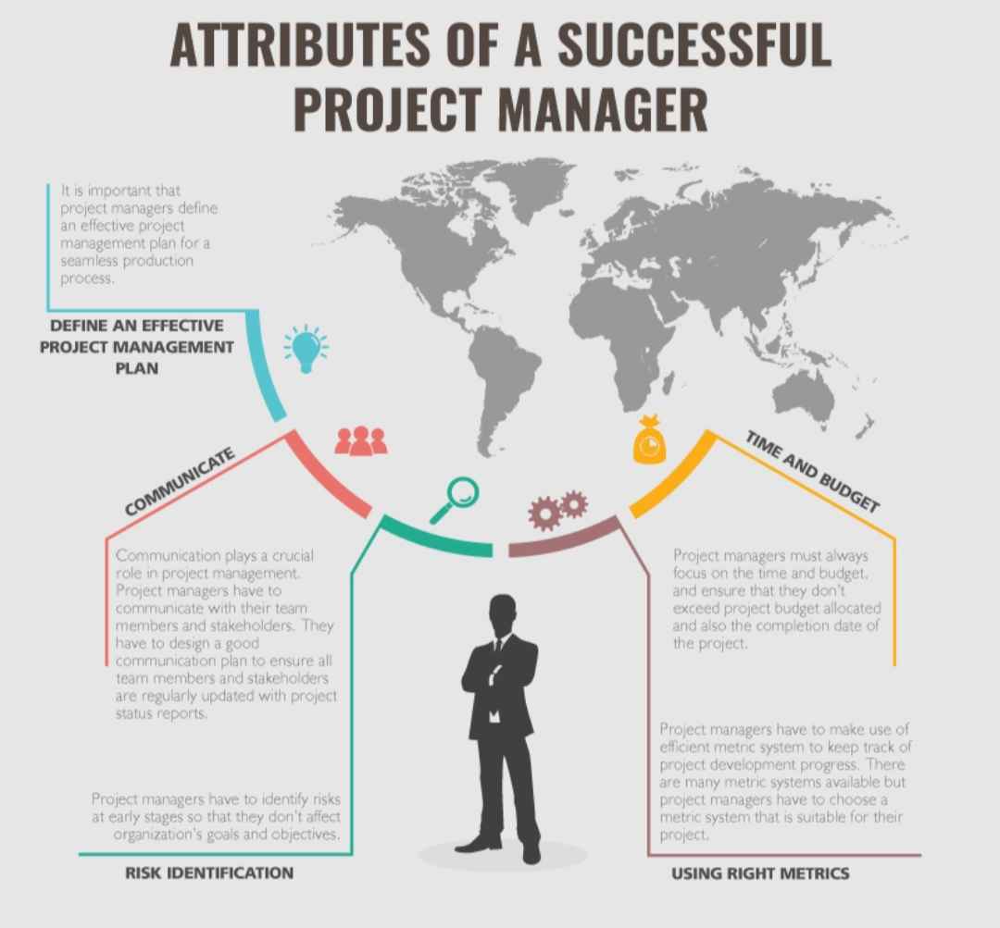 ATTRIBUTES OF A SUCCESSFUL
PROJECT MANAGER
It is important that
project managers define
an effective project
management plan for a
seamless production
process.
DEFINE AN EFFECTIVE
PROJECT MANAGEMENT
PLAN
COMMUNICATE
Communication plays a crucial
role in project management.
Project managers have to
communicate with their team
members and stakeholders. They
have to design a good
communication plan to ensure all
team members and stakeholders
are regularly updated with project
status reports.
Project managers have to identify risks
at early stages so that they don't affect
organization's goals and objectives.
RISK IDENTIFICATION
TIME AND BUDGET
Project managers must always
focus on the time and budget,
and ensure that they don't
exceed project budget allocated
and also the completion date of
the project.
Project managers have to make use of
efficient metric system to keep track of
project development progress. There
are many metric systems available but
project managers have to choose a
metric system that is suitable for their
project.
USING RIGHT METRICS